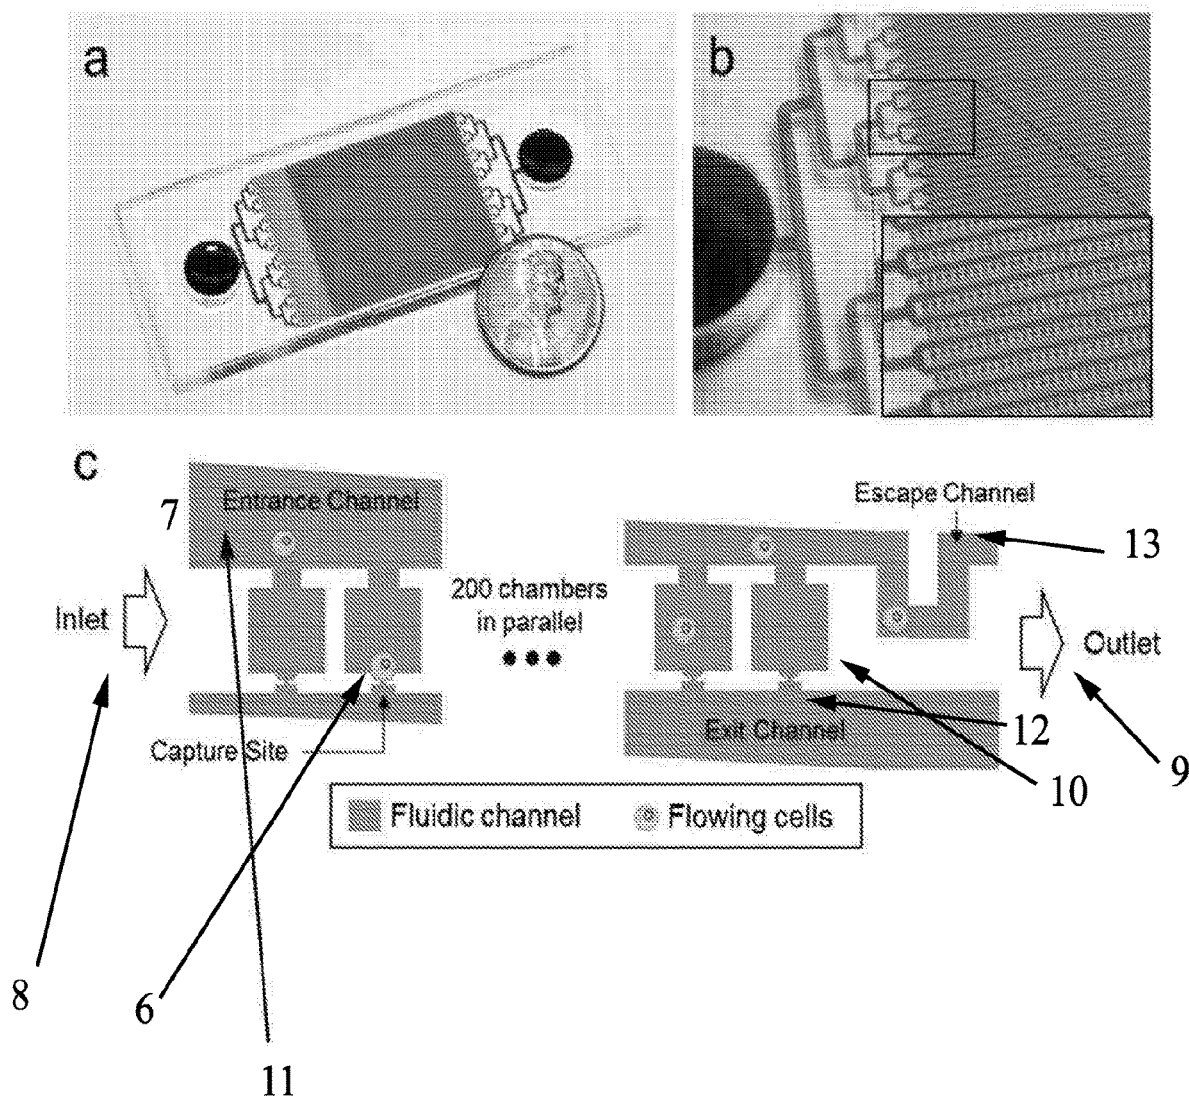 a
b
c
7
Entrance Channel
Escape Channel
13
Inlet
200 chambers
in parallel
Outlet
Capture Site
Exit Channel
12
10
9
Fluidic channel
Flowing cells
8
6
11